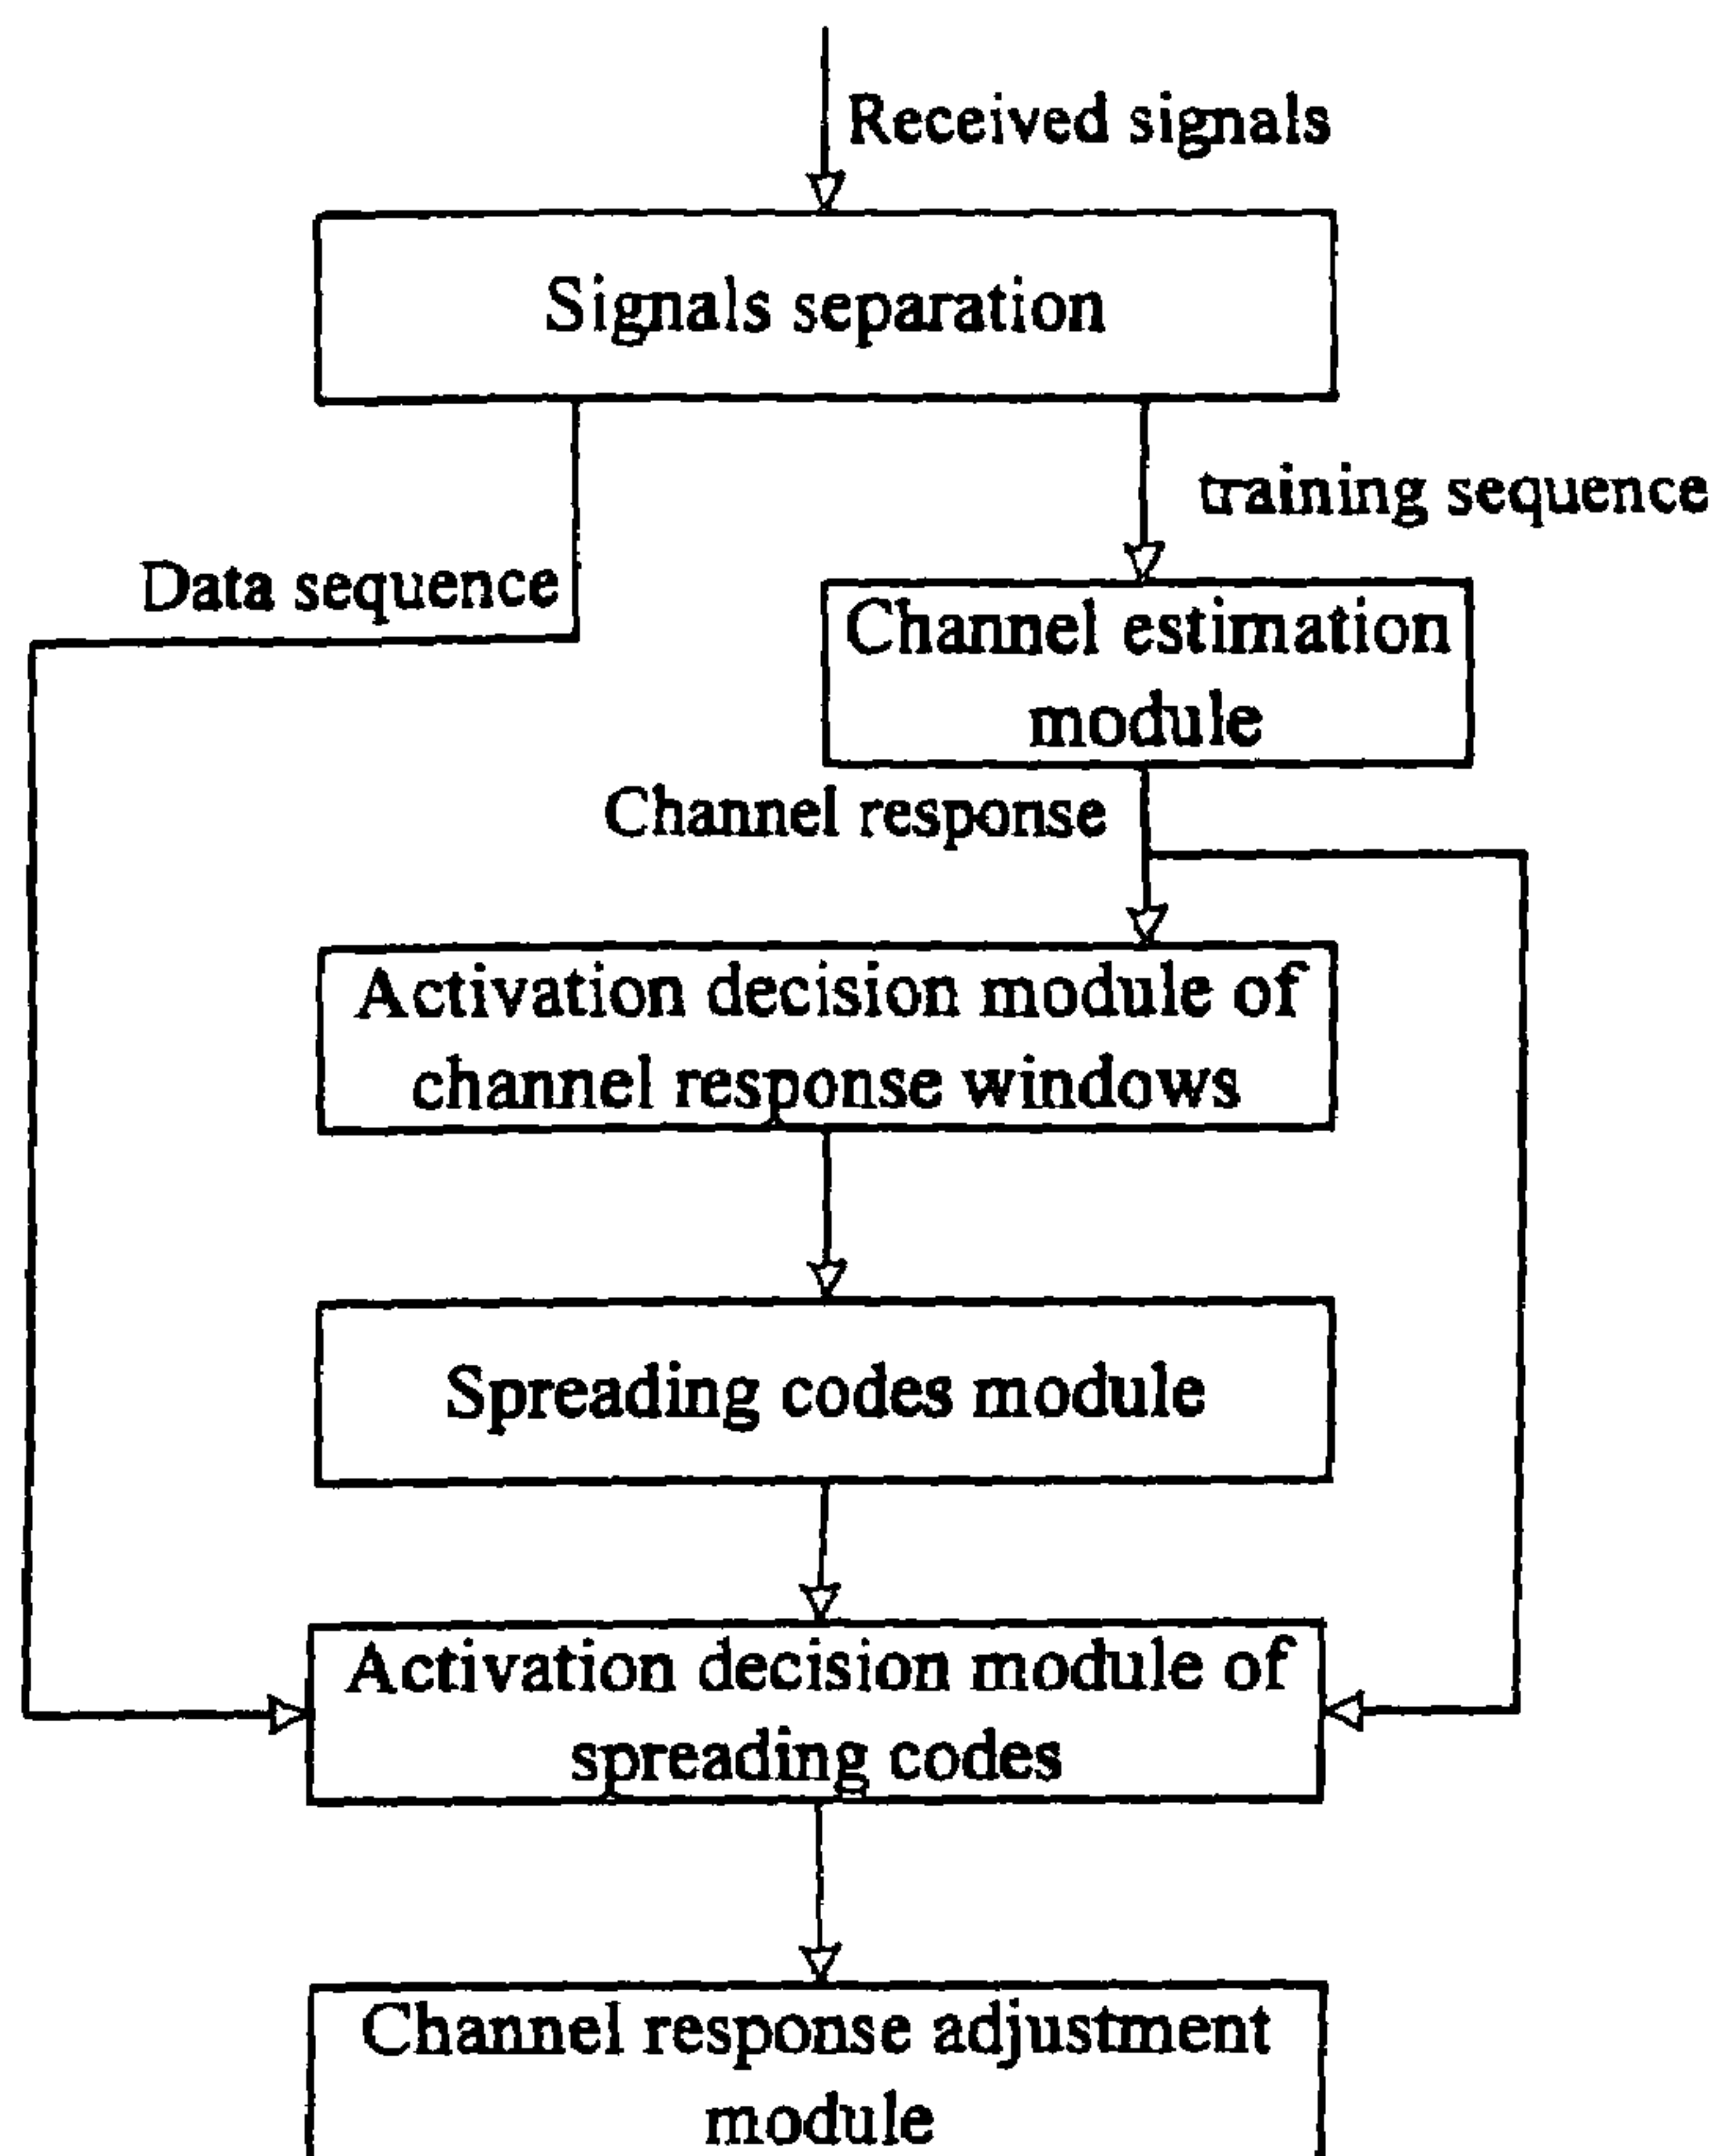 Received signals
Signals separation
training sequence
Data sequence
Channel estimation
module
Channel response
Activation decision module of
channel response windows
Spreading codes module
Activation decision module of
spreading codes
Channel response adjustment
module